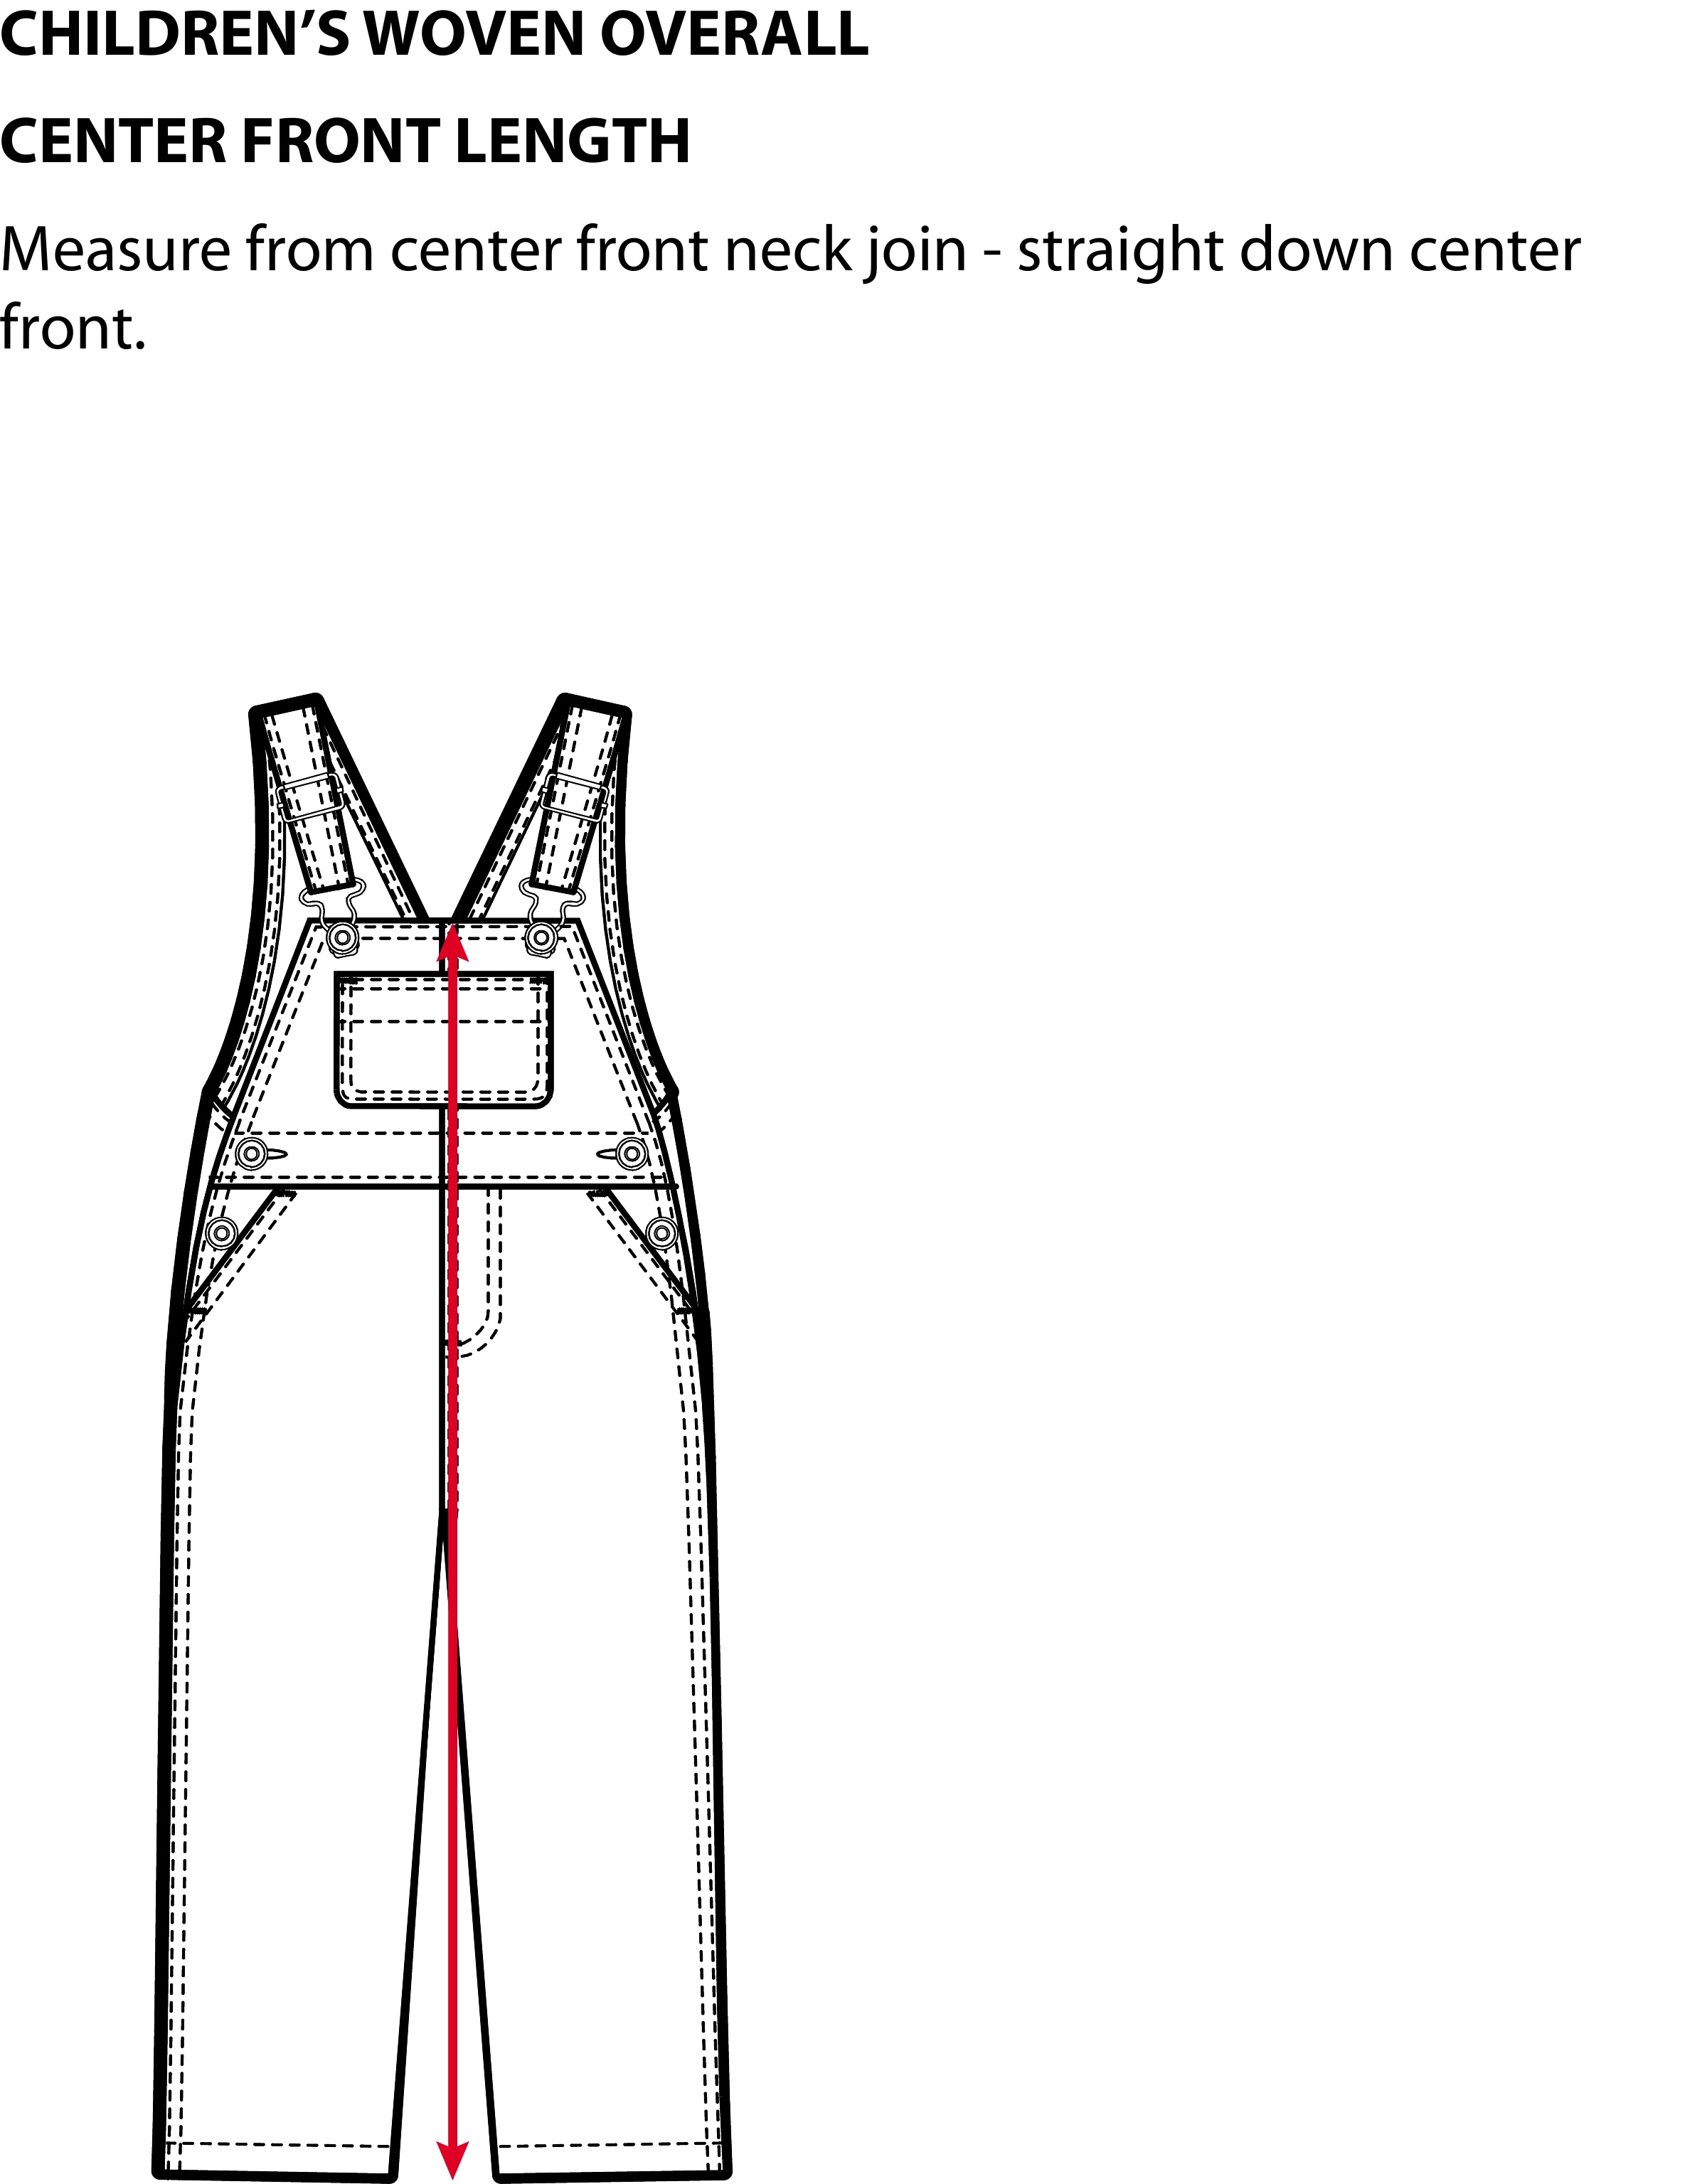 CHILDREN’S WOVEN OVERALL
CENTER FRONT LENGTH
Measure from center front neck join - straight down center
front.